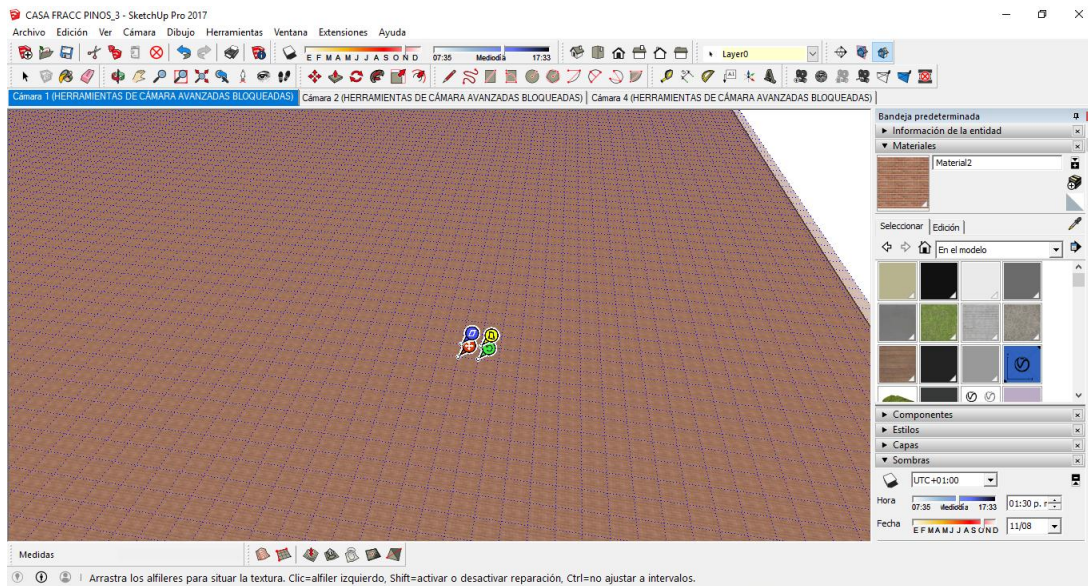 CASA FRACC PINOS_3 - SketchUp Pro 2017
Archivo Edición Ver Cámara Dibujo Herramientas Ventana Extensiones Ayuda
E F M A M J J A S O N D 07:35 Mediodía 17:33 Layer0
Cámara 1 (HERRAMIENTAS DE CÁMARA AVANZADAS BLOQUEADAS) Cámara 2 (HERRAMIENTAS DE CÁMARA AVANZADAS BLOQUEADAS) Cámara 4 (HERRAMIENTAS DE CÁMARA AVANZADAS BLOQUEADAS)
Bandeja predeterminada
Información de la entidad
Materiales
Material2
Seleccionar Edición
En el modelo
Componentes
Estilos
Capas
Sombras
UTC+01:00
Hora 07:35 Mediodía 17:33 01:30 p. r
Fecha E F M A M J J A S O N D 11/08
Medidas
Arrastra los alfileres para situar la textura. Clic=alfiler izquierdo, Shift=activar o desactivar reparación, Ctrl=no ajustar a intervalos.